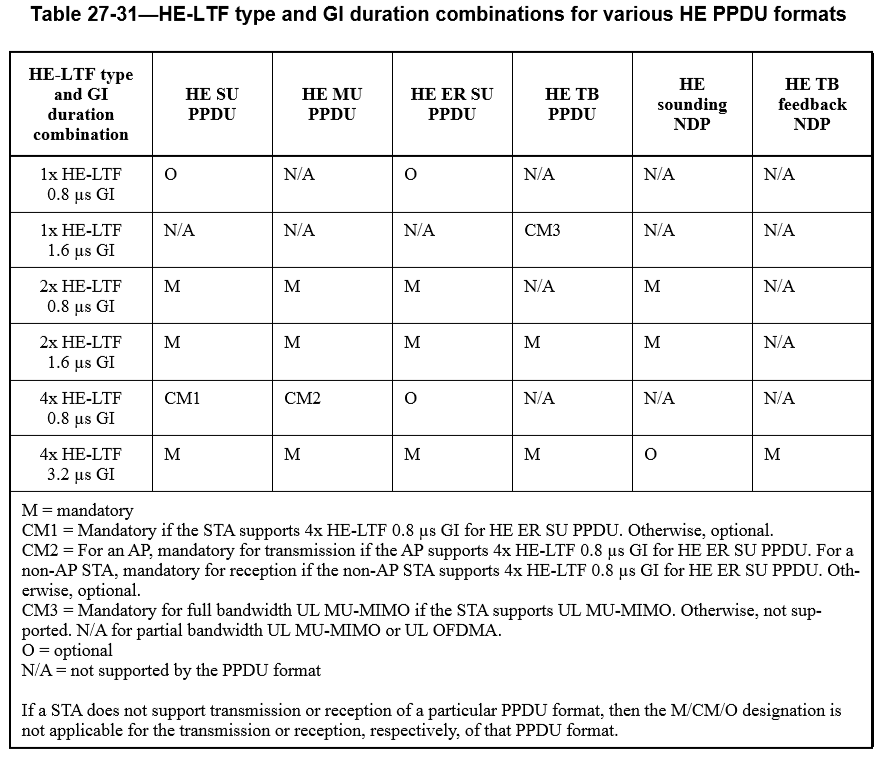 Table 27-31—HE-LTF type and GI duration combinations for various HE PPDU formats
HE-LTF type
and GI
duration
combination
HE SU
PPDU
HE MU
PPDU
HE ER SU
PPDU
HE TB
PPDU
HE
sounding
NDP
HE TB
feedback
NDP
1x HE-LTF
0.8 µs GI
O
N/A
O
N/A
N/A
N/A
1x HE-LTF
1.6 µs GI
N/A
N/A
N/A
CM3
N/A
N/A
2x HE-LTF
0.8 µs GI
M
M
M
N/A
M
N/A
2x HE-LTF
1.6 µs GI
M
M
M
M
M
N/A
4x HE-LTF
0.8 µs GI
CM1
CM2
O
N/A
N/A
N/A
4x HE-LTF
3.2 µs GI
M
M
M
M
O
M
M = mandatory
CM1 = Mandatory if the STA supports 4x HE-LTF 0.8 µs GI for HE ER SU PPDU. Otherwise, optional.
CM2 = For an AP, mandatory for transmission if the AP supports 4x HE-LTF 0.8 µs GI for HE ER SU PPDU. For a
non-AP STA, mandatory for reception if the non-AP STA supports 4x HE-LTF 0.8 µs GI for HE ER SU PPDU. Oth-
erwise, optional.
CM3 = Mandatory for full bandwidth UL MU-MIMO if the STA supports UL MU-MIMO. Otherwise, not sup-
ported. N/A for partial bandwidth UL MU-MIMO or UL OFDMA.
O = optional
N/A = not supported by the PPDU format
If a STA does not support transmission or reception of a particular PPDU format, then the M/CM/O designation is
not applicable for the transmission or reception, respectively, of that PPDU format.